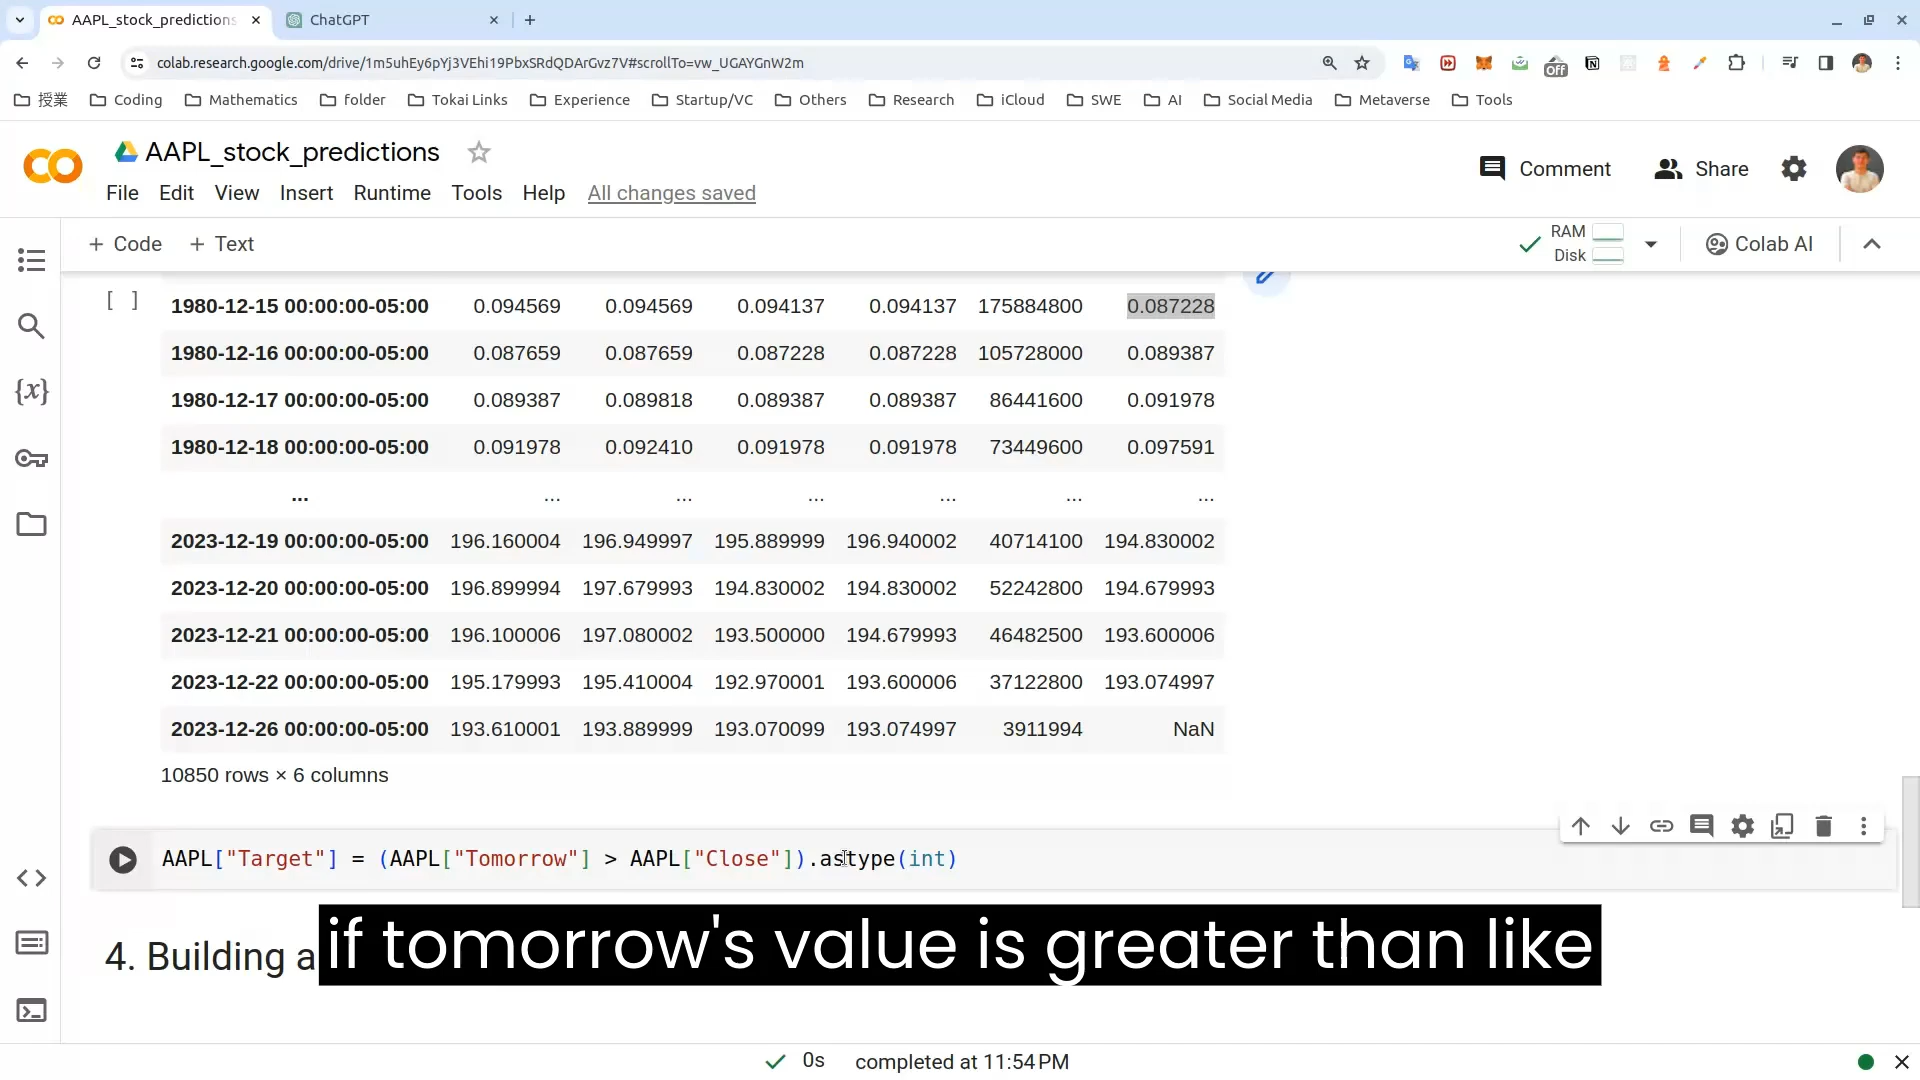 AAPL_stock_predictions
ChatGPT
colab.research.google.com/drive/1m5uhEy6pYj3VEhi19PbxSRdQDArGvz7V#scrollTo=vw_UGAYGnW2m
Off
授業 Coding Mathematics folder Tokai Links Experience Startup/VC Others Research iCloud SWE AI Social Media Metaverse Tools
AAPL_stock_predictions
Comment Share
File Edit View Insert Runtime Tools Help All changes saved
+ Code + Text
RAM
Disk
Colab AI
[ ]
1980-12-15 00:00:00-05:00 0.094569 0.094569 0.094137 0.094137 175884800 0.087228
1980-12-16 00:00:00-05:00 0.087659 0.087659 0.087228 0.087228 105728000 0.089387
1980-12-17 00:00:00-05:00 0.089387 0.089818 0.089387 0.089387 86441600 0.091978
1980-12-18 00:00:00-05:00 0.091978 0.092410 0.091978 0.091978 73449600 0.097591
... ... ... ... ... ... ...
2023-12-19 00:00:00-05:00 196.160004 196.949997 195.889999 196.940002 40714100 194.830002
2023-12-20 00:00:00-05:00 196.899994 197.679993 194.830002 194.830002 52242800 194.679993
2023-12-21 00:00:00-05:00 196.100006 197.080002 193.500000 194.679993 46482500 193.600006
2023-12-22 00:00:00-05:00 195.179993 195.410004 192.970001 193.600006 37122800 193.074997
2023-12-26 00:00:00-05:00 193.610001 193.889999 193.070099 193.074997 3911994 NaN
10850 rows × 6 columns
AAPL["Target"] = (AAPL["Tomorrow"] > AAPL["Close"]).astype(int)
4. Building a
if tomorrow's value is greater than like
0s completed at 11:54 PM